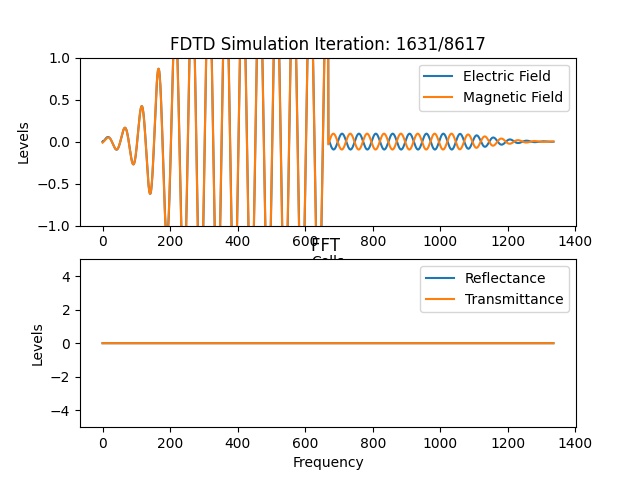 FDTD Simulation Iteration: 1631/8617
1.0
0.5
0.0
−0.5
−1.0
Levels
Electric Field
Magnetic Field
0 200 400 600 800 1000 1200 1400
Cells
FFT
4
2
0
−2
−4
Levels
Reflectance
Transmittance
0 200 400 600 800 1000 1200 1400
Frequency